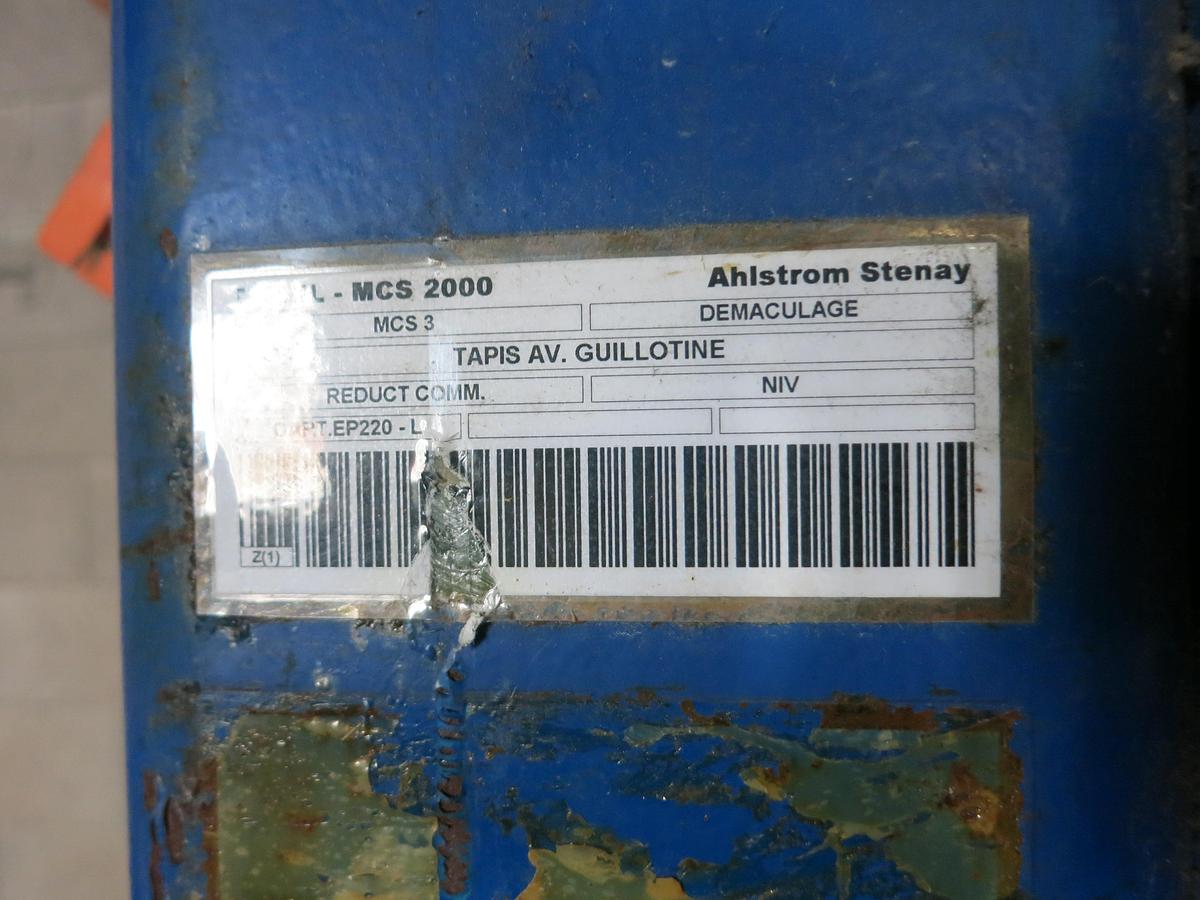 - MCS 2000 Ahlstrom Stenay
MCS 3 DEMACULAGE
TAPIS AV. GUILLOTINE
REDUCT COMM. NIV
Z(1)